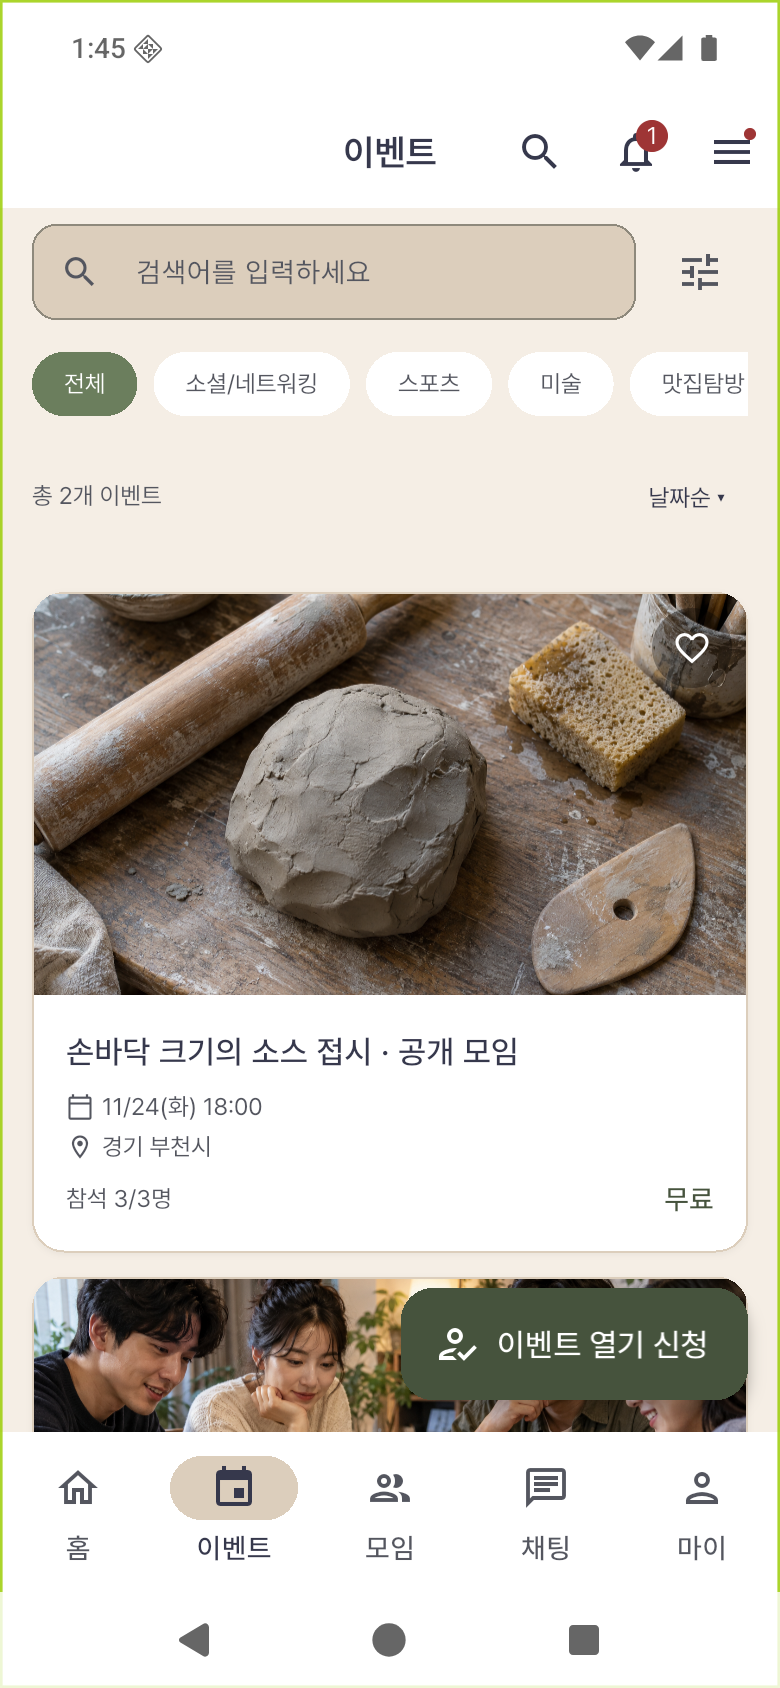 1:45
이벤트
1
검색어를 입력하세요
전체
소셜/네트워킹
스포츠
미술
맛집탐방
총 2개 이벤트
날짜순 ▾
손바닥 크기의 소스 접시 · 공개 모임
11/24(화) 18:00
경기 부천시
참석 3/3명
무료
이벤트 열기 신청
홈
이벤트
모임
채팅
마이